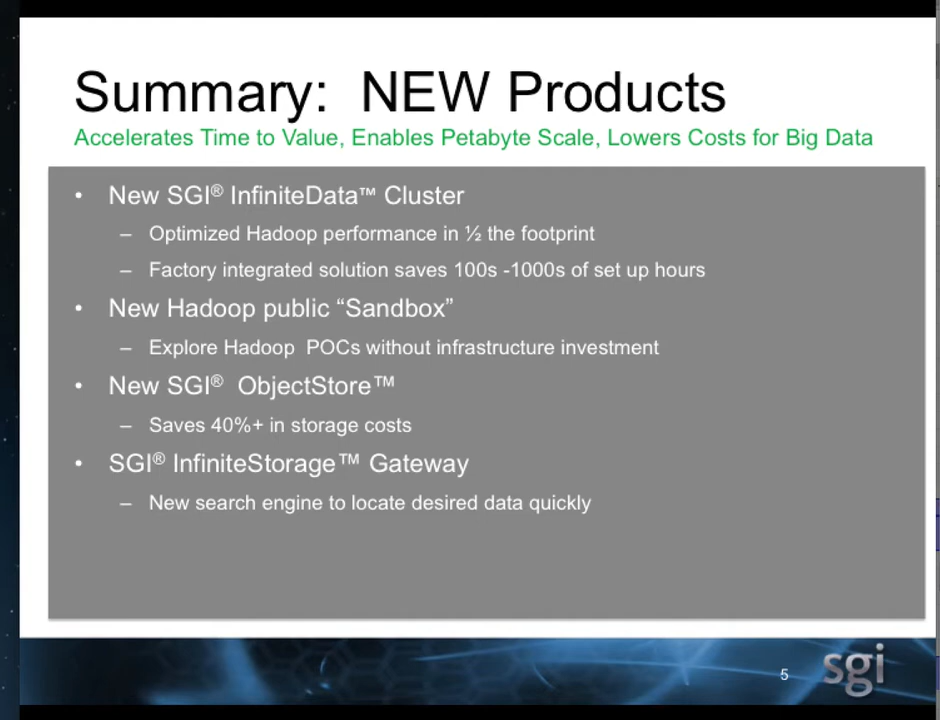 Summary: NEW Products
Accelerates Time to Value, Enables Petabyte Scale, Lowers Costs for Big Data
• New SGI® InfiniteData™ Cluster
– Optimized Hadoop performance in ½ the footprint
– Factory integrated solution saves 100s -1000s of set up hours
• New Hadoop public “Sandbox”
– Explore Hadoop POCs without infrastructure investment
• New SGI® ObjectStore™
– Saves 40%+ in storage costs
• SGI® InfiniteStorage™ Gateway
– New search engine to locate desired data quickly
5
sgi